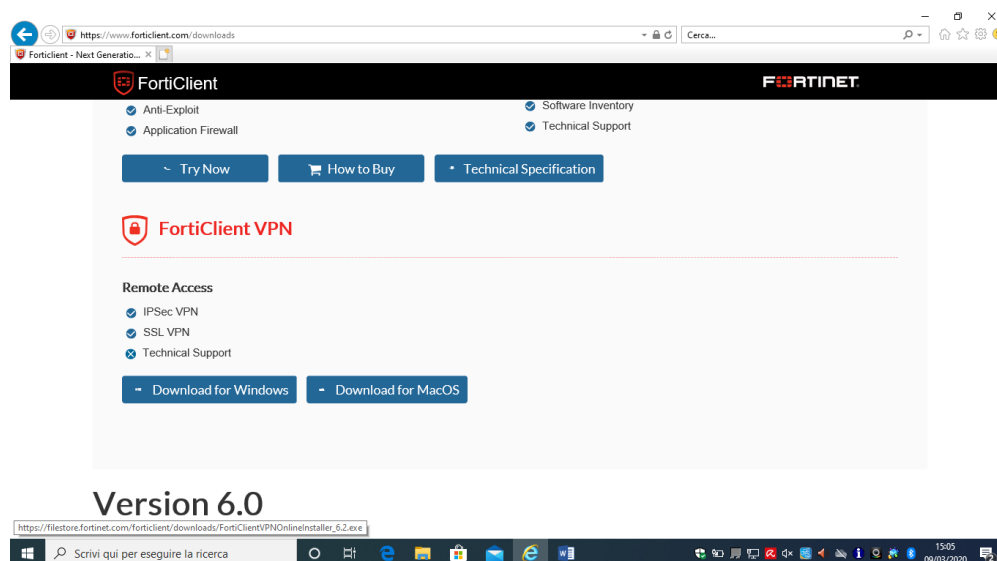 https://www.forticlient.com/downloads
Cerca...
Forticlient - Next Generatio...
FortiClient
FORTINET
Anti-Exploit
Software Inventory
Application Firewall
Technical Support
Try Now
How to Buy
Technical Specification
FortiClient VPN
Remote Access
IPSec VPN
SSL VPN
Technical Support
Download for Windows
Download for MacOS
Version 6.0
https://filestore.fortinet.com/forticlient/downloads/FortiClientVPNOnlineInstaller_6.2.exe
Scrivi qui per eseguire la ricerca
15:05
09/03/2020